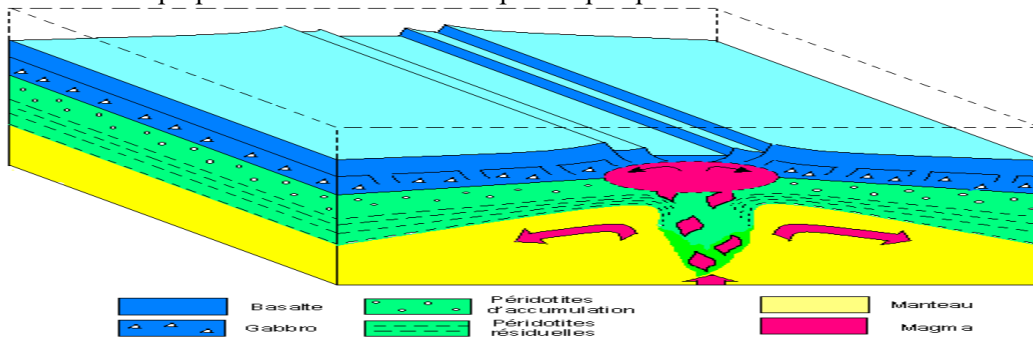 Basalte
Gabbro
Péridotites
d'accumulation
Péridotites
résiduelles
Manteau
Magma